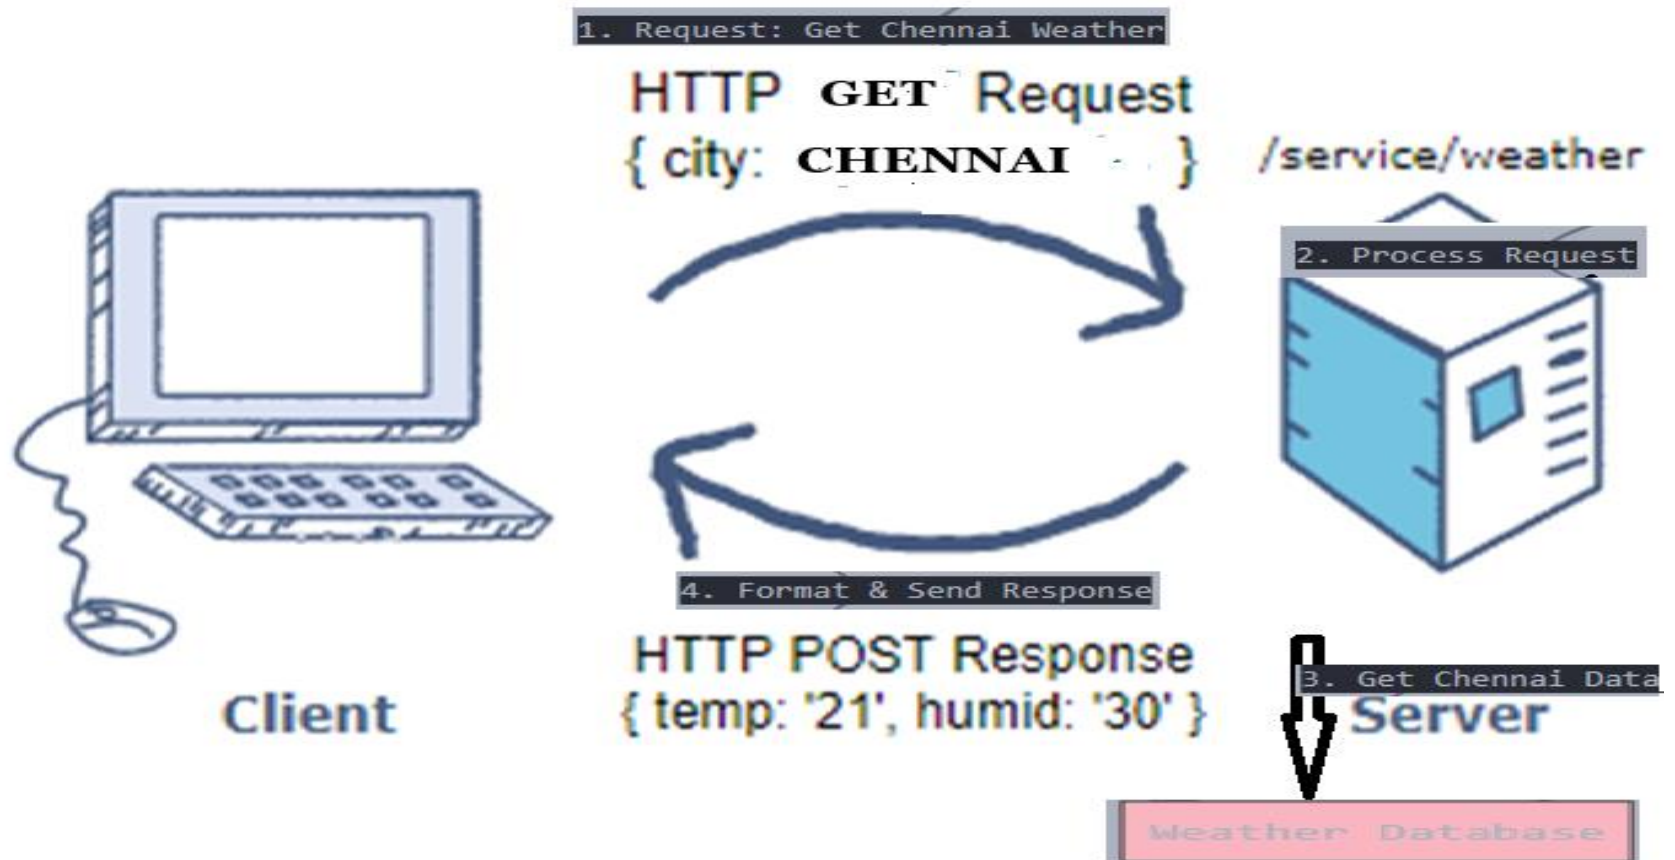 1. Request: Get Chennai Weather
HTTP GET Request
{ city: CHENNAI }
/service/weather
2. Process Request
4. Format & Send Response
HTTP POST Response
{ temp: '21', humid: '30' }
3. Get Chennai Data
Client
Server
Weather Database